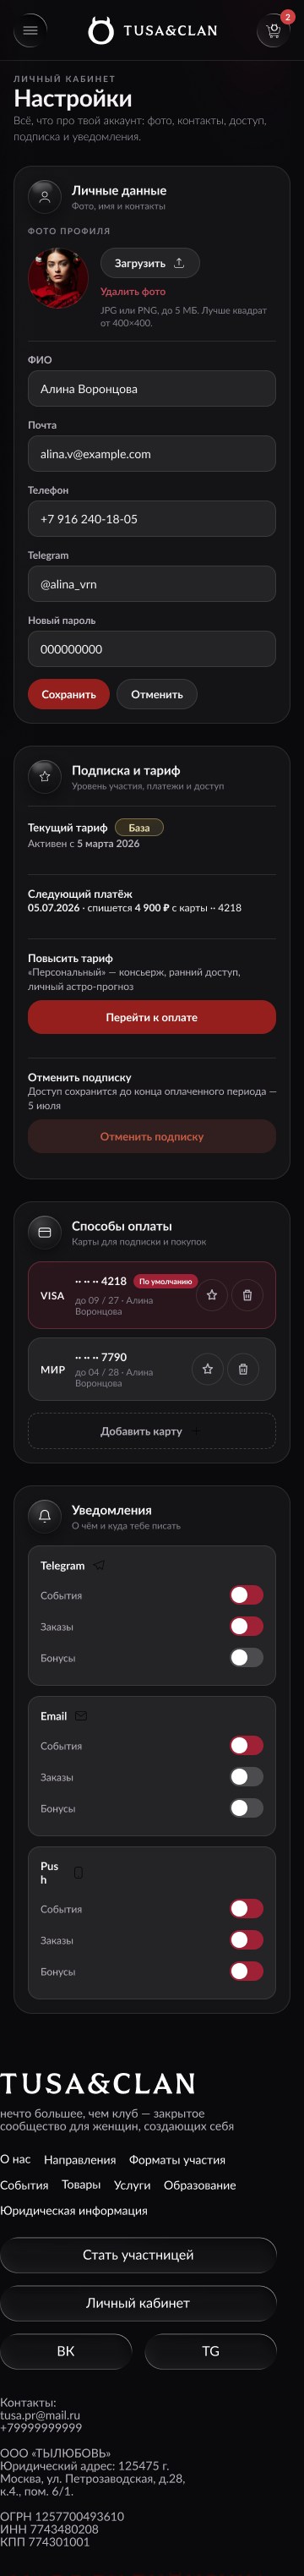 TUSA&CLAN
2
ЛИЧНЫЙ КАБИНЕТ
Настройки
Всё, что про твой аккаунт: фото, контакты, доступ,
подписка и уведомления.
Личные данные
Фото, имя и контакты
ФОТО ПРОФИЛЯ
Загрузить
Удалить фото
JPG или PNG, до 5 МБ. Лучше квадрат
от 400×400.
ФИО
Алина Воронцова
Почта
alina.v@example.com
Телефон
+7 916 240-18-05
Telegram
@alina_vrn
Новый пароль
000000000
Сохранить
Отменить
Подписка и тариф
Уровень участия, платежи и доступ
Текущий тариф База
Активен с 5 марта 2026
Следующий платёж
05.07.2026 · спишется 4 900 ₽ с карты ·· 4218
Повысить тариф
«Персональный» — консьерж, ранний доступ,
личный астро-прогноз
Перейти к оплате
Отменить подписку
Доступ сохранится до конца оплаченного периода —
5 июля
Отменить подписку
Способы оплаты
Карты для подписки и покупок
VISA
·· ·· ·· 4218 По умолчанию
до 09 / 27 · Алина
Воронцова
МИР
·· ·· ·· 7790
до 04 / 28 · Алина
Воронцова
Добавить карту
Уведомления
О чём и куда тебе писать
Telegram
События
Заказы
Бонусы
Email
События
Заказы
Бонусы
Pus
h
События
Заказы
Бонусы
TUSA&CLAN
нечто большее, чем клуб — закрытое
сообщество для женщин, создающих себя
О нас Направления Форматы участия
События Товары Услуги Образование
Юридическая информация
Стать участницей
Личный кабинет
ВК
TG
Контакты:
tusa.pr@mail.ru
+79999999999
ООО «ТЫЛЮБОВЬ»
Юридический адрес: 125475 г.
Москва, ул. Петрозаводская, д.28,
к.4., пом. 6/1.
ОГРН 1257700493610
ИНН 7743480208
КПП 774301001